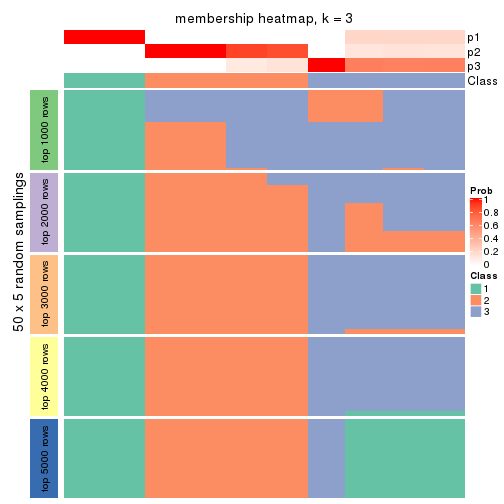 membership heatmap, k = 3
p1
p2
p3
Class
50 x 5 random samplings
top 1000 rows
top 2000 rows
top 3000 rows
top 4000 rows
top 5000 rows
Prob
1
0.8
0.6
0.4
0.2
0
Class
1
2
3